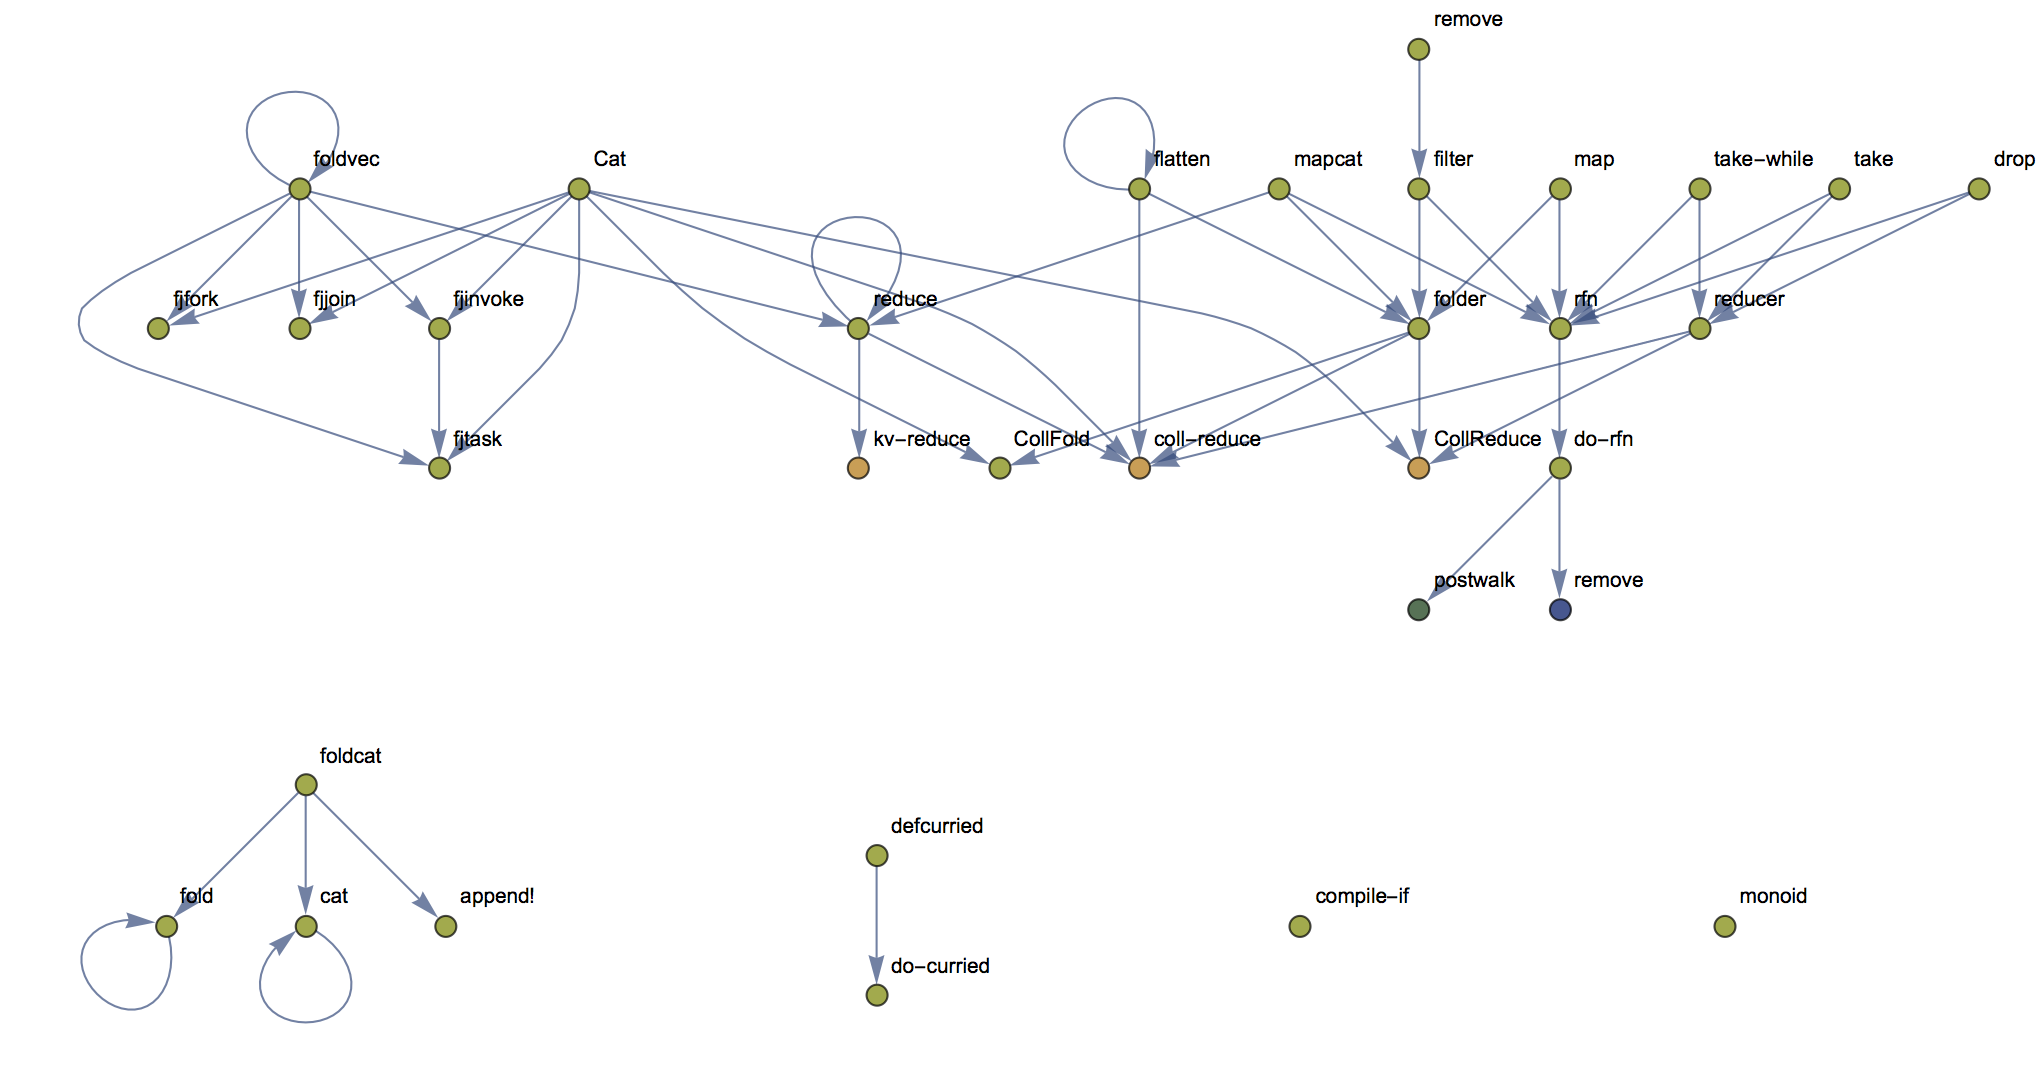 remove
foldvec
Cat
flatten
mapcat
filter
map
take-while
take
drop
fjfork
fjjoin
fjinvoke
reduce
folder
rfn
reducer
fjtask
kv-reduce
CollFold
coll-reduce
CollReduce
do-rfn
postwalk
remove
foldcat
defcurried
fold
cat
append!
compile-if
monoid
do-curried